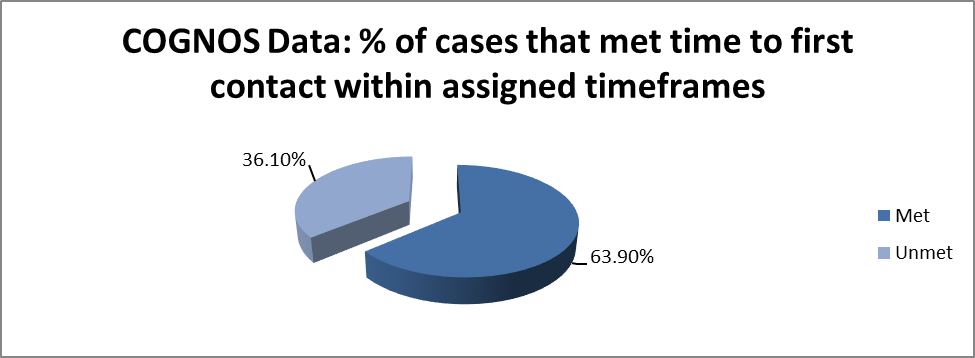 COGNOS Data: % of cases that met time to first
contact within assigned timeframes
36.10%
Met
Unmet
63.90%